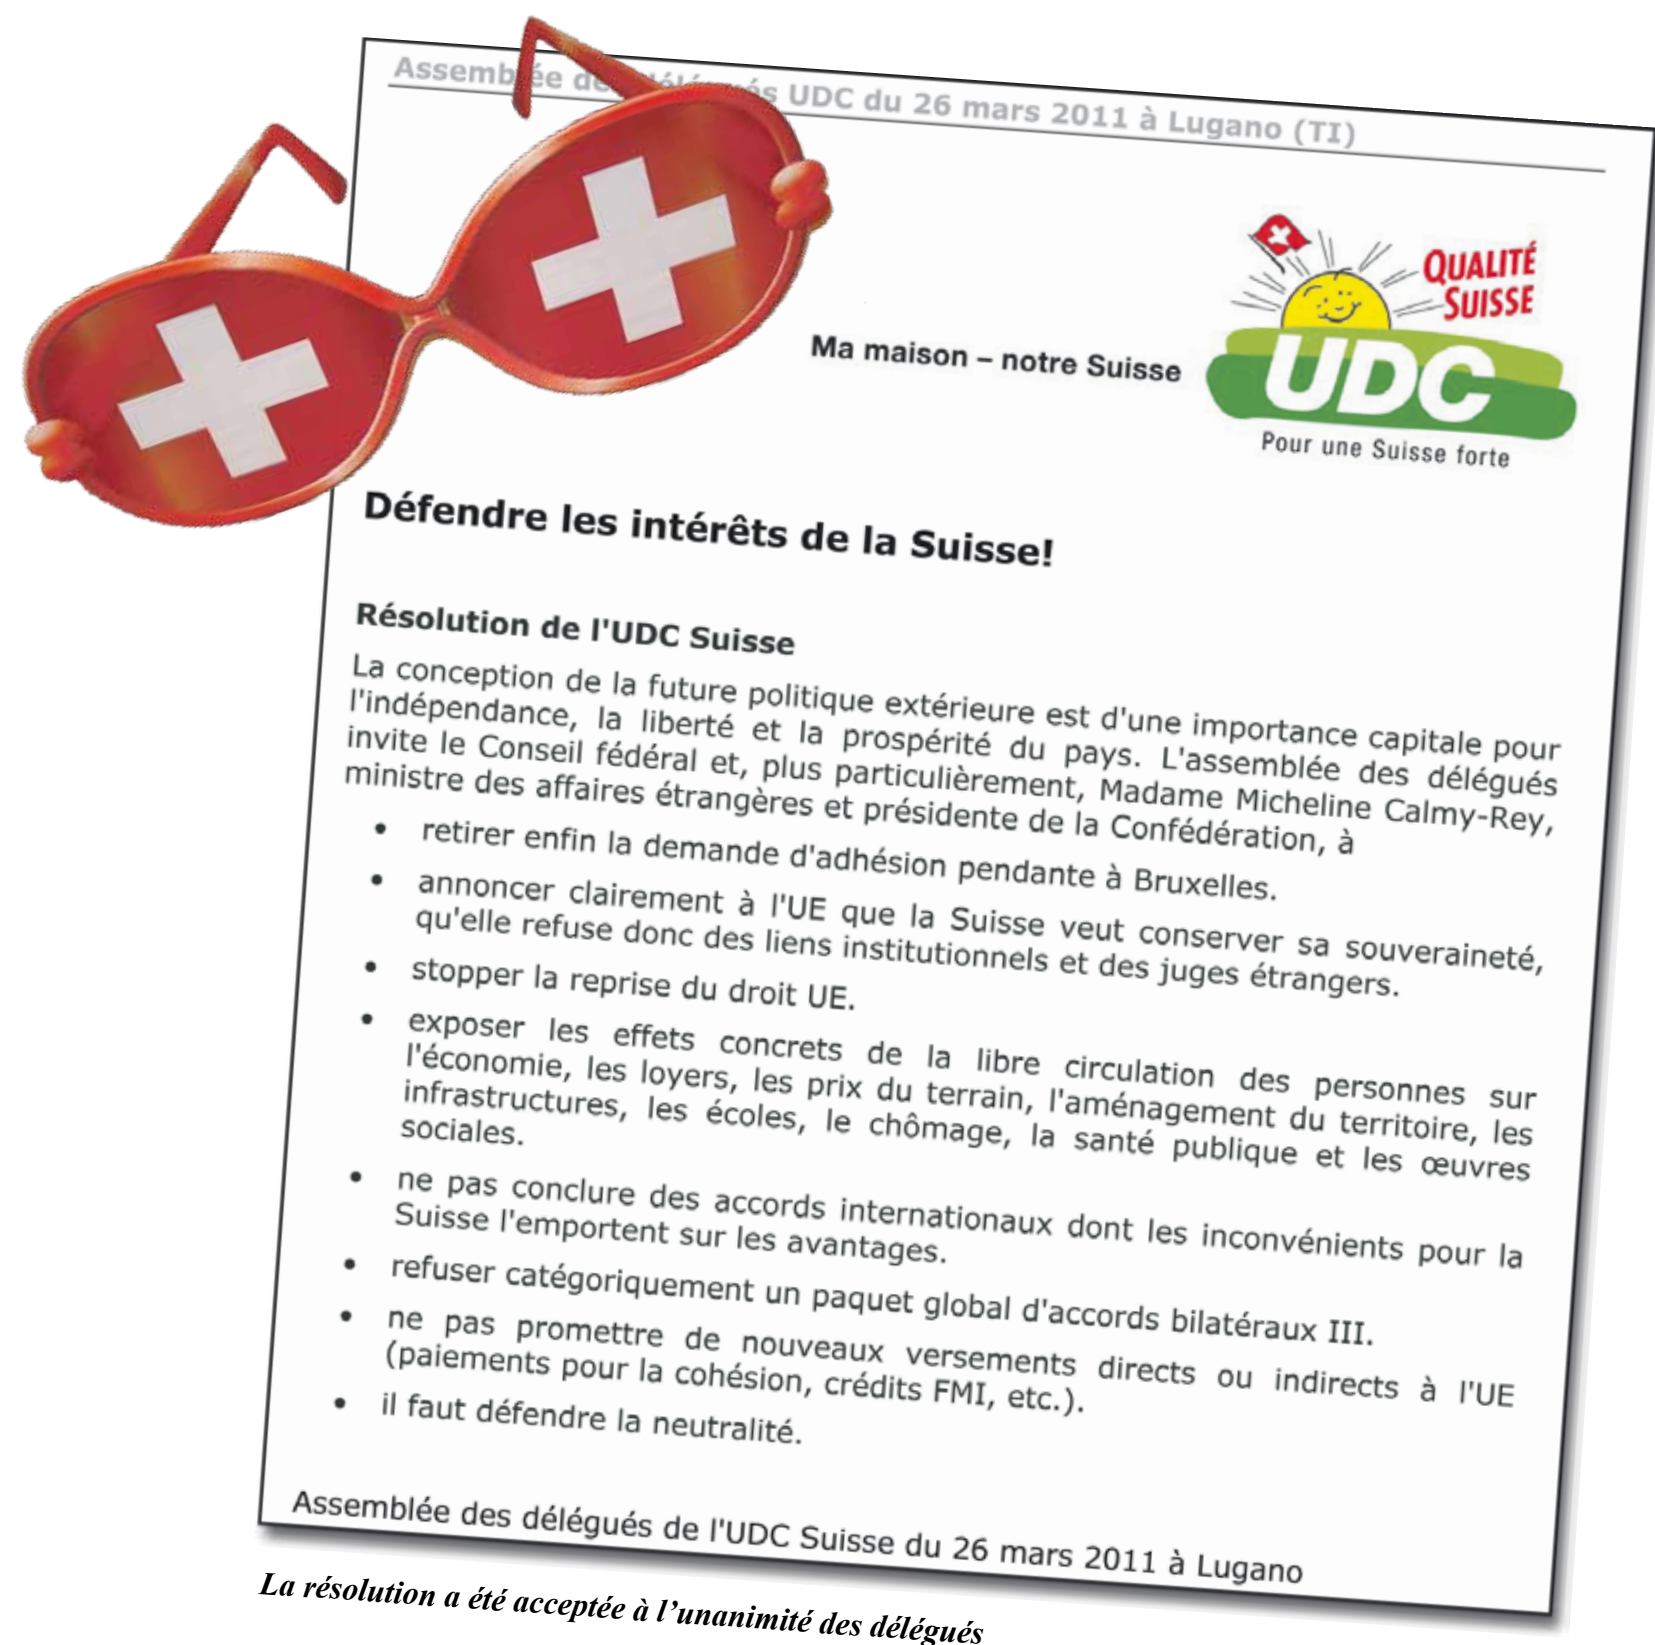 Assemblée des délégués UDC du 26 mars 2011 à Lugano (TI)
QUALITÉ
SUISSE
Ma maison – notre Suisse
UDC
Pour une Suisse forte
Défendre les intérêts de la Suisse!
Résolution de l'UDC Suisse
La conception de la future politique extérieure est d'une importance capitale pour
l'indépendance, la liberté et la prospérité du pays. L'assemblée des délégués
invite le Conseil fédéral et, plus particulièrement, Madame Micheline Calmy-Rey,
ministre des affaires étrangères et présidente de la Confédération, à
• retirer enfin la demande d'adhésion pendante à Bruxelles.
• annoncer clairement à l'UE que la Suisse veut conserver sa souveraineté,
qu'elle refuse donc des liens institutionnels et des juges étrangers.
• stopper la reprise du droit UE.
• exposer les effets concrets de la libre circulation des personnes sur
l'économie, les loyers, les prix du terrain, l'aménagement du territoire, les
infrastructures, les écoles, le chômage, la santé publique et les œuvres
sociales.
• ne pas conclure des accords internationaux dont les inconvénients pour la
Suisse l'emportent sur les avantages.
• refuser catégoriquement un paquet global d'accords bilatéraux III.
• ne pas promettre de nouveaux versements directs ou indirects à l'UE
(paiements pour la cohésion, crédits FMI, etc.).
• il faut défendre la neutralité.
Assemblée des délégués de l'UDC Suisse du 26 mars 2011 à Lugano
La résolution a été acceptée à l’unanimité des délégués